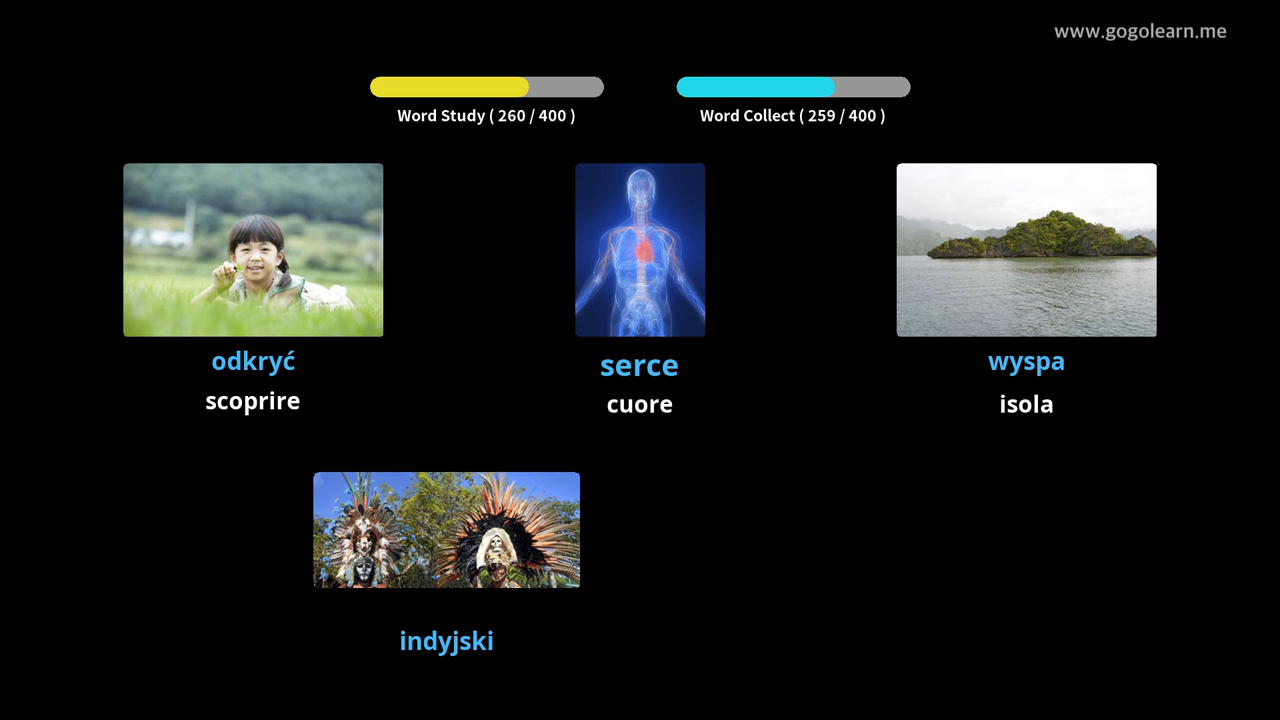 www.gogolearn.me
Word Study ( 260 / 400 )
Word Collect ( 259 / 400 )
odkryć
scoprire
serce
cuore
wyspa
isola
indyjski